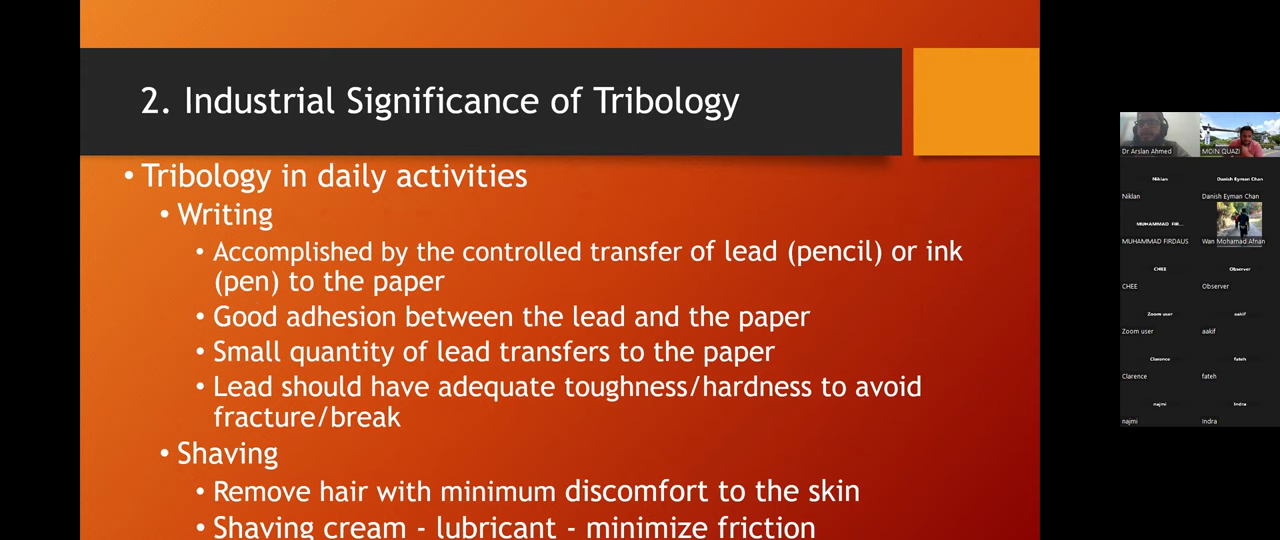 2. Industrial Significance of Tribology
• Tribology in daily activities
• Writing
• Accomplished by the controlled transfer of lead (pencil) or ink
(pen) to the paper
• Good adhesion between the lead and the paper
• Small quantity of lead transfers to the paper
• Lead should have adequate toughness/hardness to avoid
fracture/break
• Shaving
• Remove hair with minimum discomfort to the skin
• Shaving cream - lubricant - minimize friction
Dr Arslan Ahmed
MOIN QUAZI
Niklan
Danish Eyman Chan
Niklan
Danish Eyman Chan
MUHAMMAD FIR...
MUHAMMAD FIRDAUS
Wan Mohamad Afnan
CHEE
Observer
CHEE
Observer
Zoom user
aakif
Zoom user
aakif
Clarence
fateh
Clarence
fateh
najmi
Indra
najmi
Indra